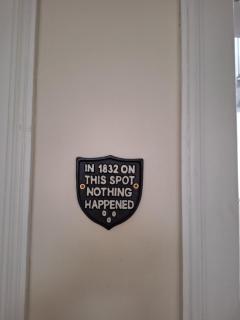 IN 1832 ON
THIS SPOT
NOTHING
HAPPENED